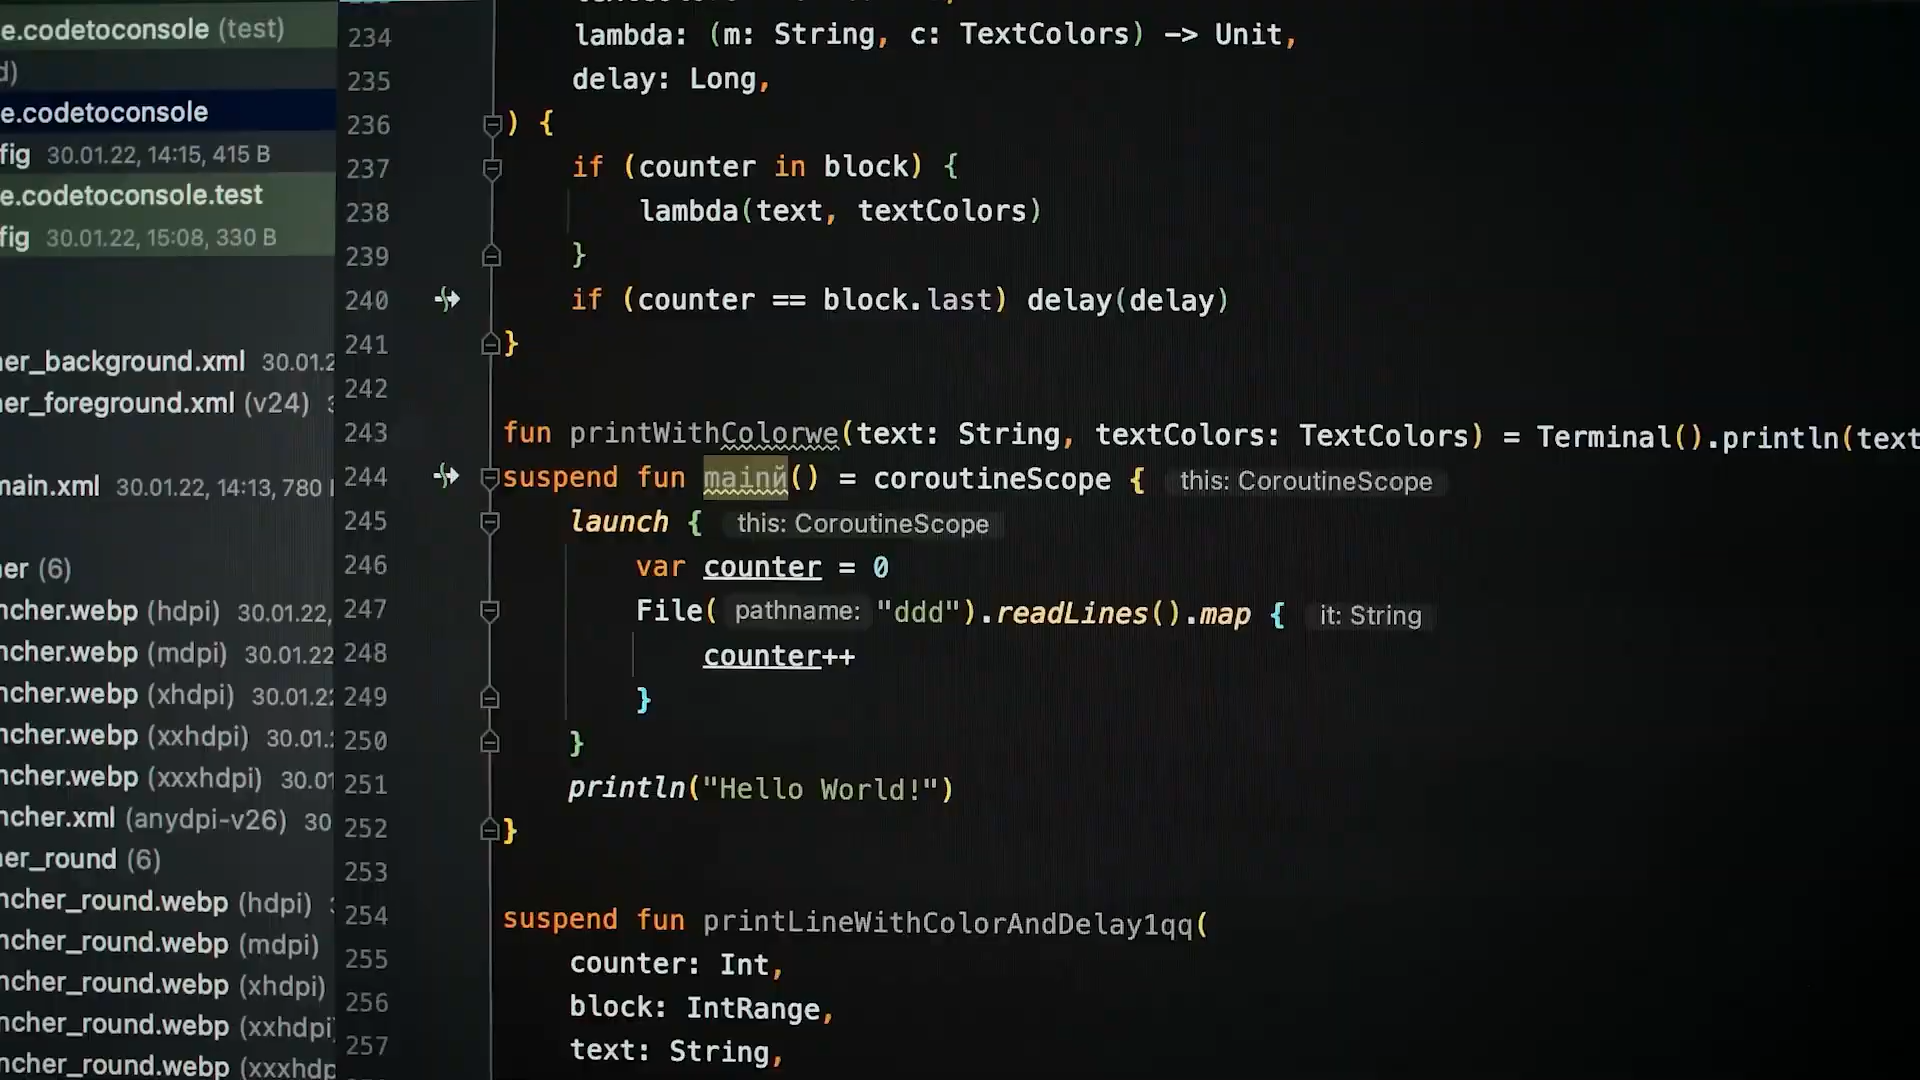 e.codetoconsole (test)
d)
e.codetoconsole
fig 30.01.22, 14:15, 415 B
e.codetoconsole.test
fig 30.01.22, 15:08, 330 B
er_background.xml 30.01.2
er_foreground.xml (v24)
main.xml 30.01.22, 14:13, 780
er (6)
ncher.webp (hdpi) 30.01.22,
ncher.webp (mdpi) 30.01.22
ncher.webp (xhdpi) 30.01.2
ncher.webp (xxhdpi) 30.01.
ncher.webp (xxxhdpi) 30.01
ncher.xml (anydpi-v26) 30
er_round (6)
ncher_round.webp (hdpi)
ncher_round.webp (mdpi)
ncher_round.webp (xhdpi)
ncher_round.webp (xxhdpi
ncher_round.webp (xxxhdp
234 lambda: (m: String, c: TextColors) -> Unit,
235 delay: Long,
236 ) {
237 if (counter in block) {
238 lambda(text, textColors)
239 }
240 if (counter == block.last) delay(delay)
241 }
242
243 fun printWithColorwe(text: String, textColors: TextColors) = Terminal().println(text
244 suspend fun mainй() = coroutineScope { this: CoroutineScope
245 launch { this: CoroutineScope
246 var counter = 0
247 File( pathname: "ddd").readLines().map { it: String
248 counter++
249 }
250 }
251 println("Hello World!")
252 }
253
254 suspend fun printLineWithColorAndDelay1qq(
255 counter: Int,
256 block: IntRange,
257 text: String,